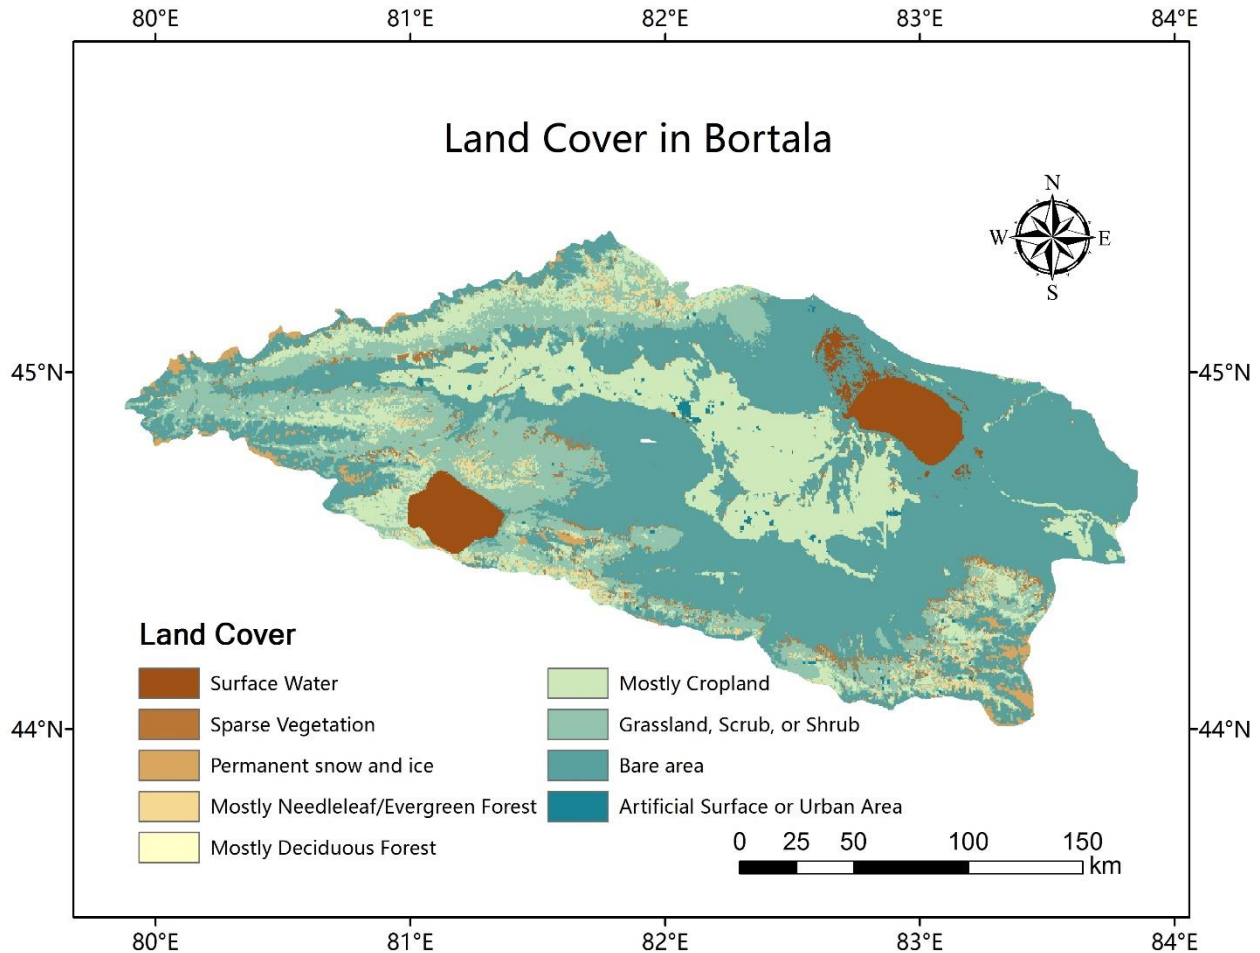 80°E 81°E 82°E 83°E 84°E
Land Cover in Bortala
N
W E
S
45°N 45°N
Land Cover
Surface Water
Sparse Vegetation
Permanent snow and ice
Mostly Needleleaf/Evergreen Forest
Mostly Deciduous Forest
Mostly Cropland
Grassland, Scrub, or Shrub
Bare area
Artificial Surface or Urban Area
44°N 44°N
0 25 50 100 150
km
80°E 81°E 82°E 83°E 84°E